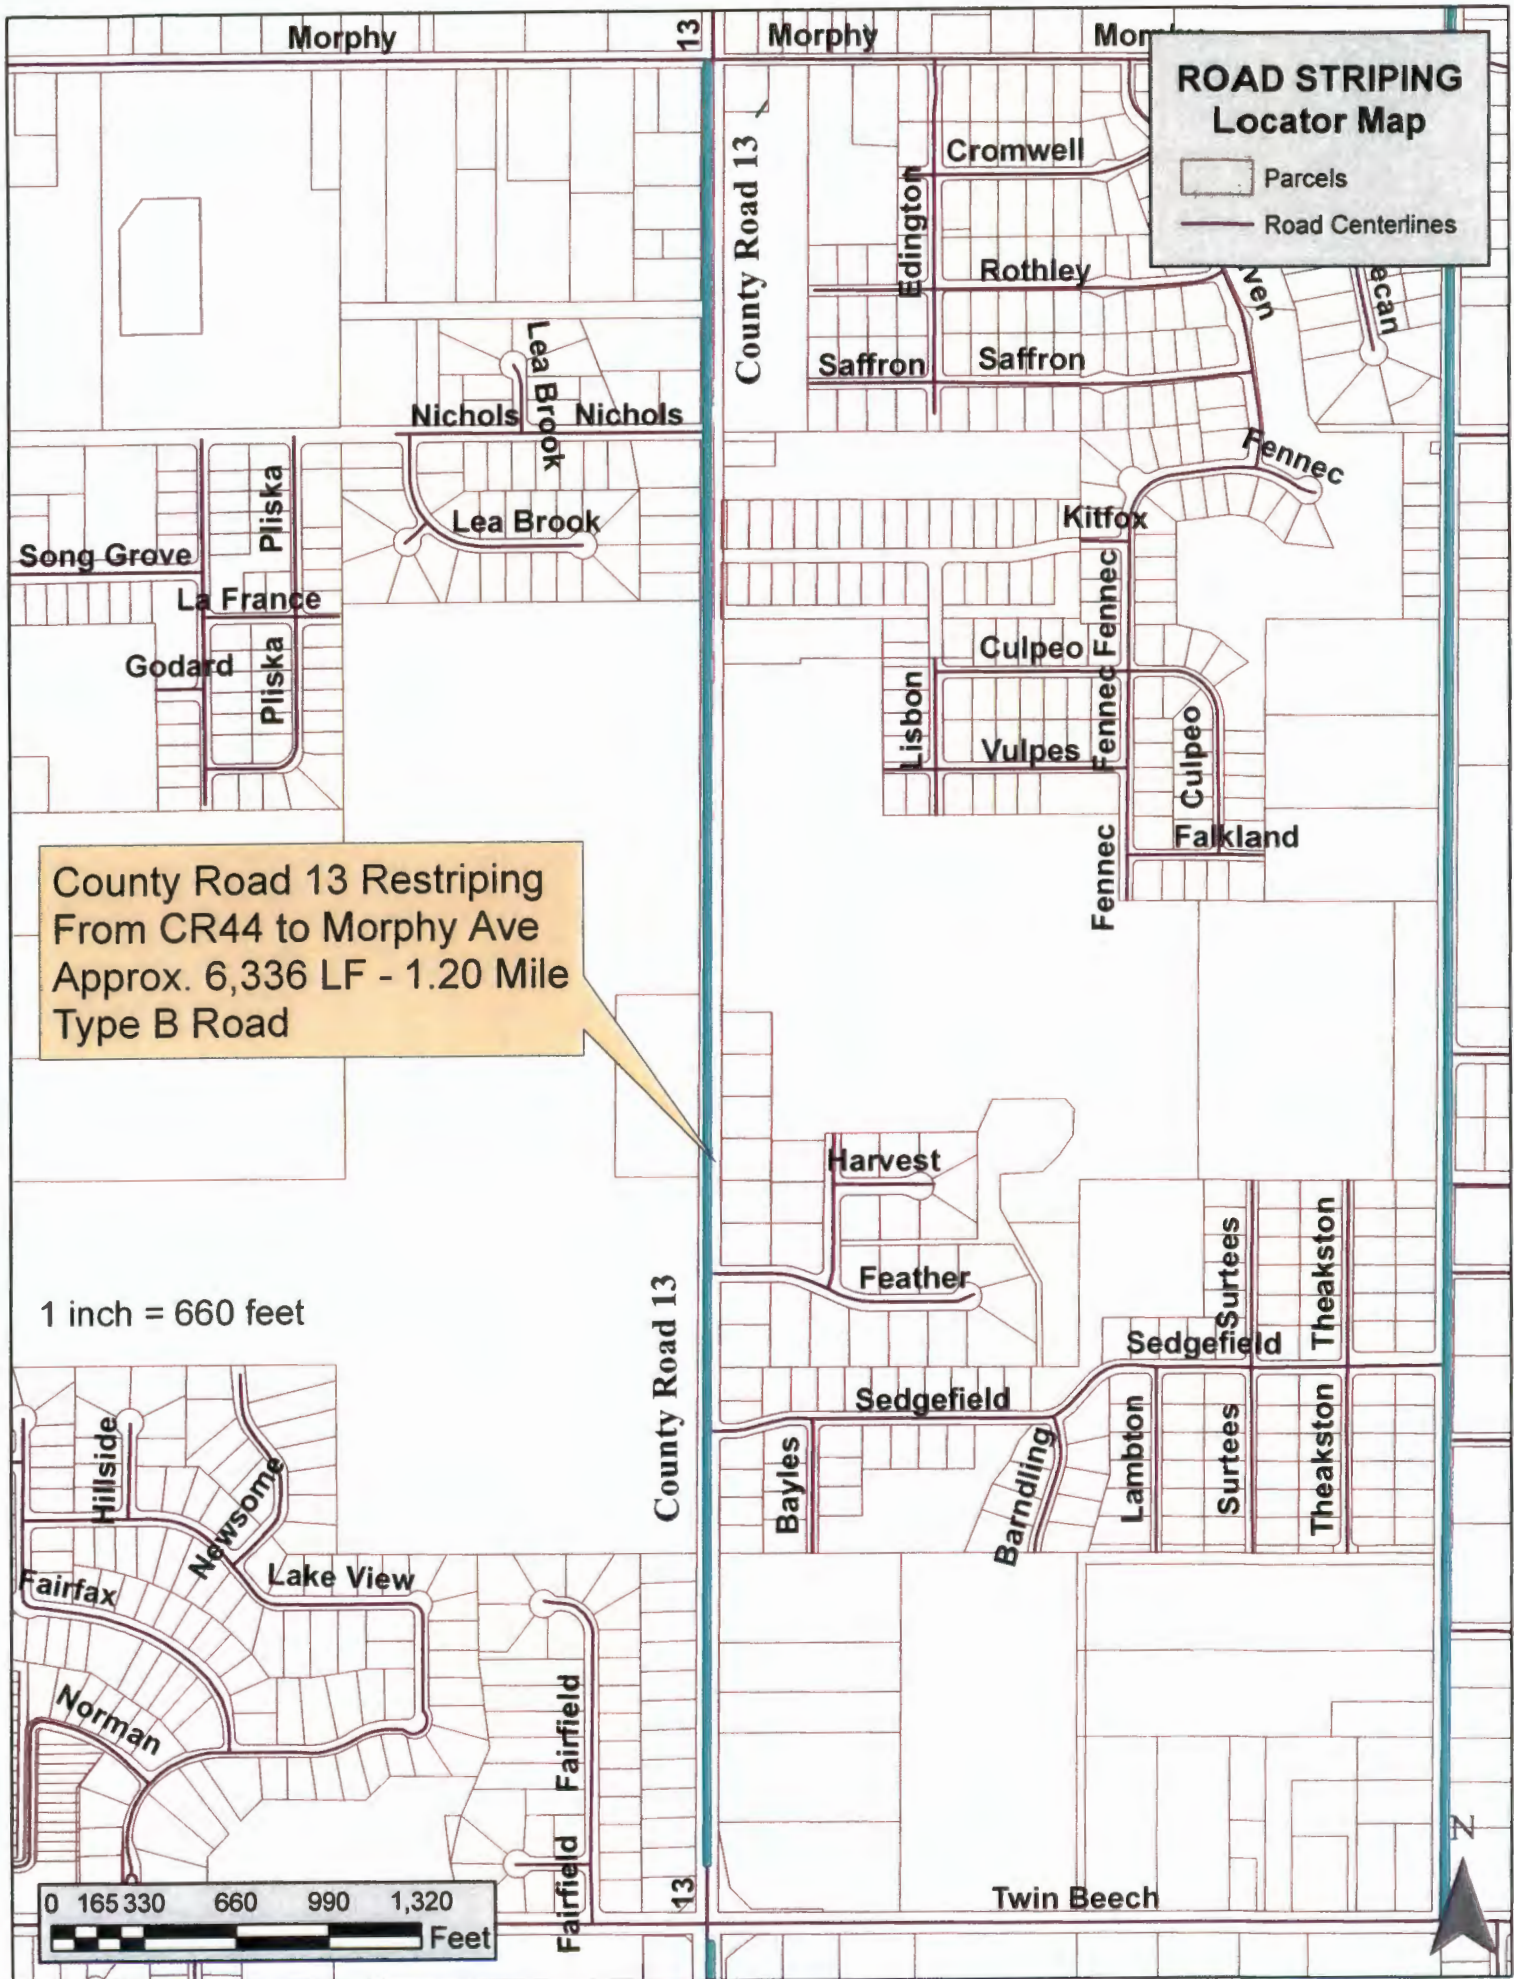 Morphy
13
Morphy
ROAD STRIPING
Locator Map
Parcels
Road Centerlines
County Road 13
Cromwell
Edington
Rothley
Saffron
Saffron
Lea Brook
Nichols
Nichols
Fennec
Pliska
Lea Brook
Kitfox
Song Grove
La France
Fennec
Culpeo
Godard
Pliska
Lisbon
Fennec
Vulpes
Culpeo
Falkland
Fennec
County Road 13 Restriping
From CR44 to Morphy Ave
Approx. 6,336 LF - 1.20 Mile
Type B Road
Harvest
Feather
Surtees
Theakston
1 inch = 660 feet
County Road 13
Sedgefield
Sedgefield
Hillside
Newsome
Bayles
Barndling
Lambton
Surtees
Theakston
Lake View
Fairfax
Norman
Fairfield
Fairfield
13
Twin Beech
N
0 165 330 660 990 1,320
Feet